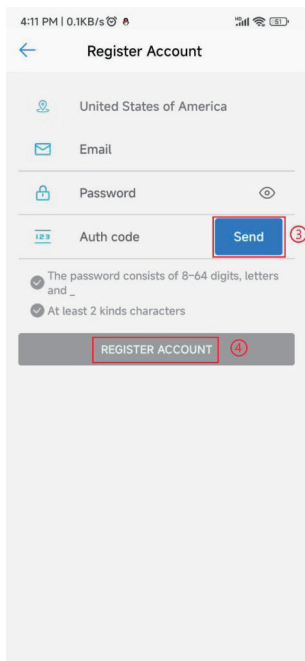 4:11 PM | 0.1KB/s
Register Account
United States of America
Email
Password
123 Auth code Send ③
The password consists of 8-64 digits, letters
and _
At least 2 kinds characters
REGISTER ACCOUNT ④